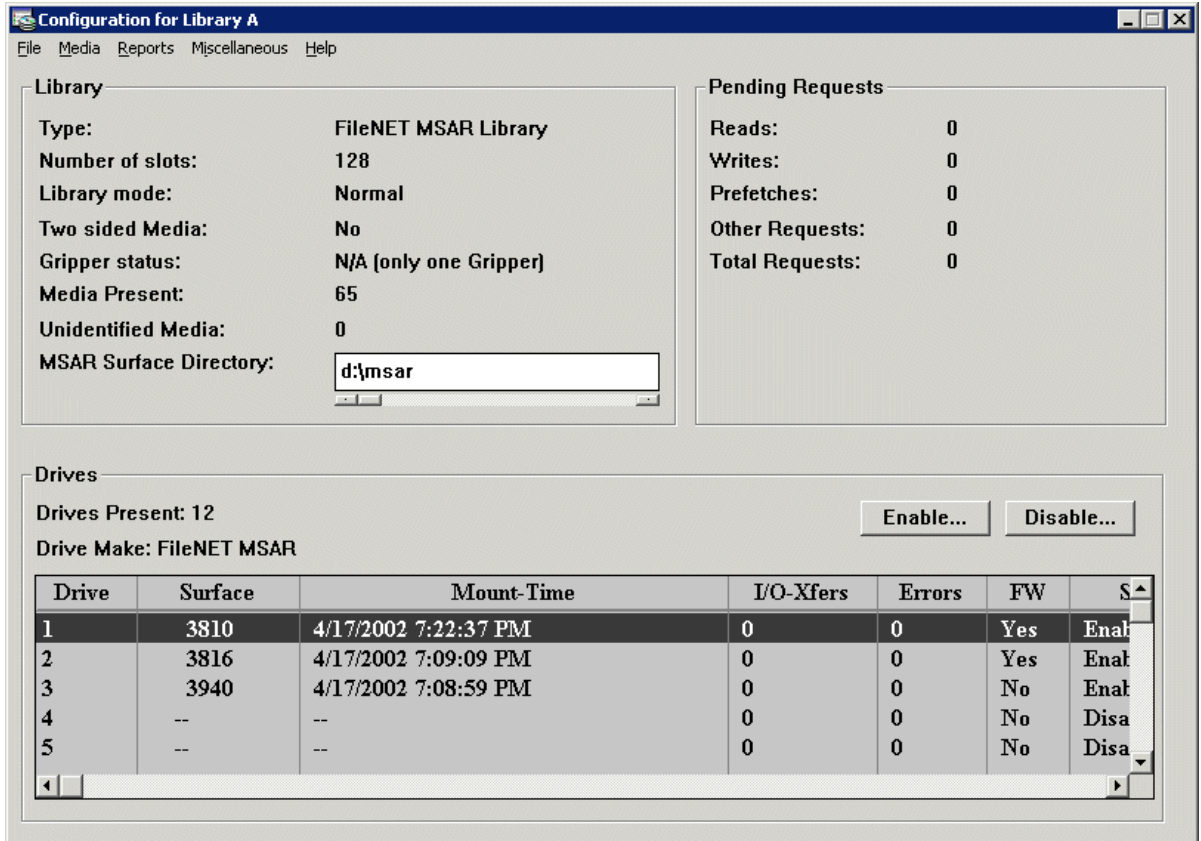 Configuration for Library A
File Media Reports Miscellaneous Help
Library
Type: FileNET MSAR Library
Number of slots: 128
Library mode: Normal
Two sided Media: No
Gripper status: N/A (only one Gripper)
Media Present: 65
Unidentified Media: 0
MSAR Surface Directory: d:\msar
Pending Requests
Reads: 0
Writes: 0
Prefetches: 0
Other Requests: 0
Total Requests: 0
Drives
Drives Present: 12
Enable... Disable...
Drive Make: FileNET MSAR
Drive Surface Mount-Time I/O-Xfers Errors FW S
1 3810 4/17/2002 7:22:37 PM 0 0 Yes Enab
2 3816 4/17/2002 7:09:09 PM 0 0 Yes Enab
3 3940 4/17/2002 7:08:59 PM 0 0 No Enab
4 -- -- 0 0 No Disa
5 -- -- 0 0 No Disa